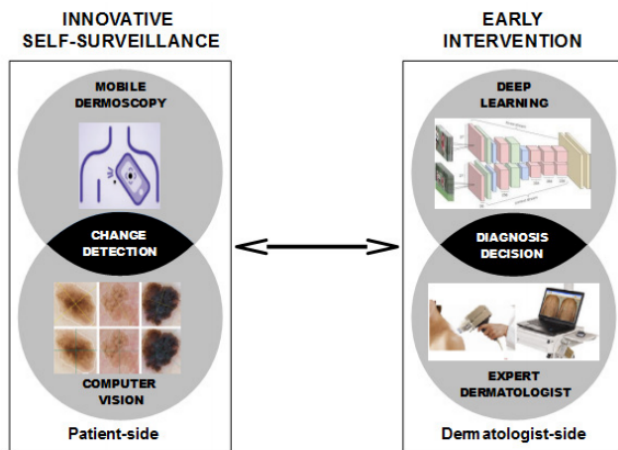 INNOVATIVE
SELF-SURVEILLANCE
MOBILE
DERMOSCOPY
CHANGE
DETECTION
COMPUTER
VISION
Patient-side
EARLY
INTERVENTION
DEEP
LEARNING
DIAGNOSIS
DECISION
EXPERT
DERMATOLOGIST
Dermatologist-side